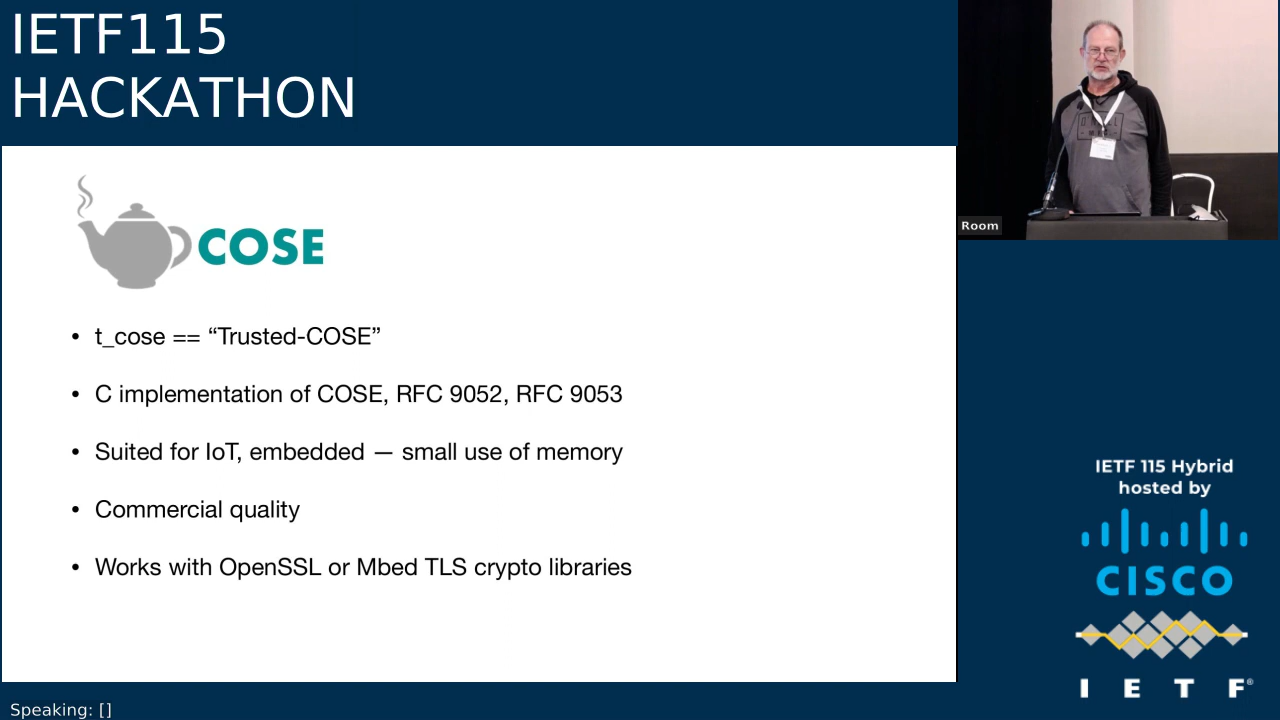 IETF115
HACKATHON
COSE
• t_cose == “Trusted-COSE”
• C implementation of COSE, RFC 9052, RFC 9053
• Suited for IoT, embedded — small use of memory
• Commercial quality
• Works with OpenSSL or Mbed TLS crypto libraries
Room
IETF 115 Hybrid
hosted by
CISCO
I E T F®
Speaking: []